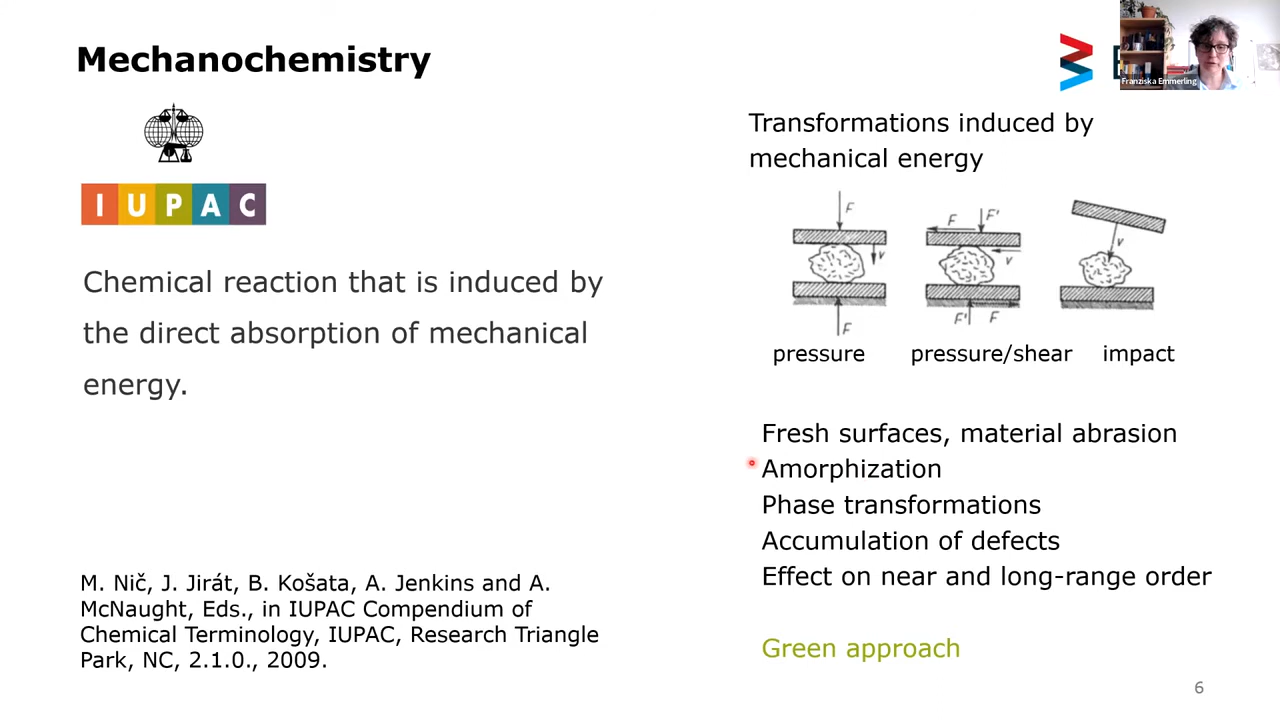 Mechanochemistry
IUPAC
Chemical reaction that is induced by
the direct absorption of mechanical
energy.
M. Nič, J. Jirát, B. Košata, A. Jenkins and A.
McNaught, Eds., in IUPAC Compendium of
Chemical Terminology, IUPAC, Research Triangle
Park, NC, 2.1.0., 2009.
Franziska Emmerling
Transformations induced by
mechanical energy
F
v
F
F
F'
v
F'
F
v
pressure
pressure/shear
impact
Fresh surfaces, material abrasion
Amorphization
Phase transformations
Accumulation of defects
Effect on near and long-range order
Green approach
6